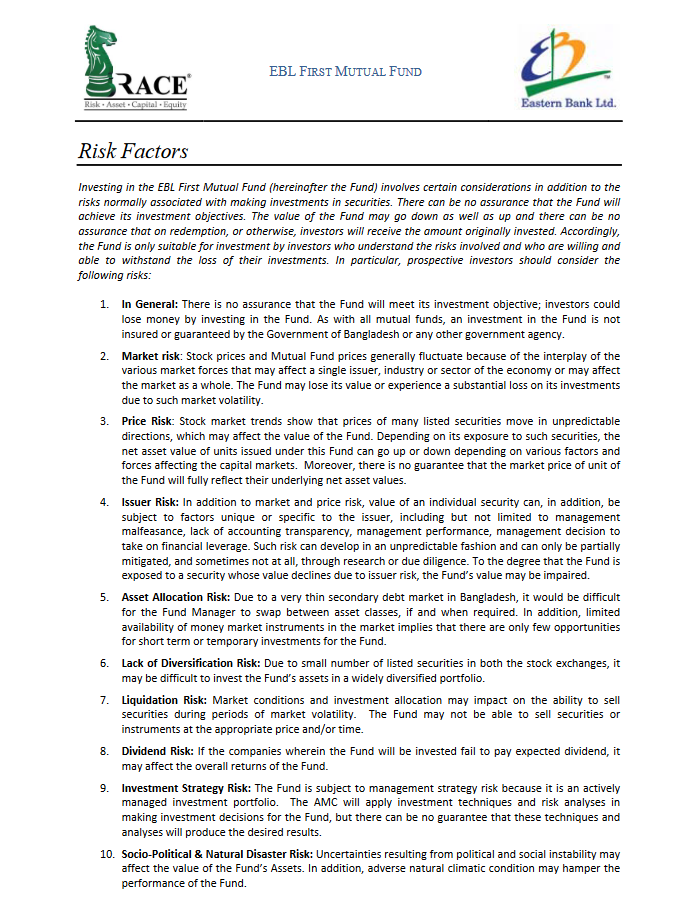 RACE®
Risk • Asset • Capital • Equity
EBL First Mutual Fund
EB
TM
Eastern Bank Ltd.
Risk Factors
Investing in the EBL First Mutual Fund (hereinafter the Fund) involves certain considerations in addition to the
risks normally associated with making investments in securities. There can be no assurance that the Fund will
achieve its investment objectives. The value of the Fund may go down as well as up and there can be no
assurance that on redemption, or otherwise, investors will receive the amount originally invested. Accordingly,
the Fund is only suitable for investment by investors who understand the risks involved and who are willing and
able to withstand the loss of their investments. In particular, prospective investors should consider the
following risks:
1. In General: There is no assurance that the Fund will meet its investment objective; investors could
lose money by investing in the Fund. As with all mutual funds, an investment in the Fund is not
insured or guaranteed by the Government of Bangladesh or any other government agency.
2. Market risk: Stock prices and Mutual Fund prices generally fluctuate because of the interplay of the
various market forces that may affect a single issuer, industry or sector of the economy or may affect
the market as a whole. The Fund may lose its value or experience a substantial loss on its investments
due to such market volatility.
3. Price Risk: Stock market trends show that prices of many listed securities move in unpredictable
directions, which may affect the value of the Fund. Depending on its exposure to such securities, the
net asset value of units issued under this Fund can go up or down depending on various factors and
forces affecting the capital markets. Moreover, there is no guarantee that the market price of unit of
the Fund will fully reflect their underlying net asset values.
4. Issuer Risk: In addition to market and price risk, value of an individual security can, in addition, be
subject to factors unique or specific to the issuer, including but not limited to management
malfeasance, lack of accounting transparency, management performance, management decision to
take on financial leverage. Such risk can develop in an unpredictable fashion and can only be partially
mitigated, and sometimes not at all, through research or due diligence. To the degree that the Fund is
exposed to a security whose value declines due to issuer risk, the Fund's value may be impaired.
5. Asset Allocation Risk: Due to a very thin secondary debt market in Bangladesh, it would be difficult
for the Fund Manager to swap between asset classes, if and when required. In addition, limited
availability of money market instruments in the market implies that there are only few opportunities
for short term or temporary investments for the Fund.
6. Lack of Diversification Risk: Due to small number of listed securities in both the stock exchanges, it
may be difficult to invest the Fund's assets in a widely diversified portfolio.
7. Liquidation Risk: Market conditions and investment allocation may impact on the ability to sell
securities during periods of market volatility. The Fund may not be able to sell securities or
instruments at the appropriate price and/or time.
8. Dividend Risk: If the companies wherein the Fund will be invested fail to pay expected dividend, it
may affect the overall returns of the Fund.
9. Investment Strategy Risk: The Fund is subject to management strategy risk because it is an actively
managed investment portfolio. The AMC will apply investment techniques and risk analyses in
making investment decisions for the Fund, but there can be no guarantee that these techniques and
analyses will produce the desired results.
10. Socio-Political & Natural Disaster Risk: Uncertainties resulting from political and social instability may
affect the value of the Fund's Assets. In addition, adverse natural climatic condition may hamper the
performance of the Fund.